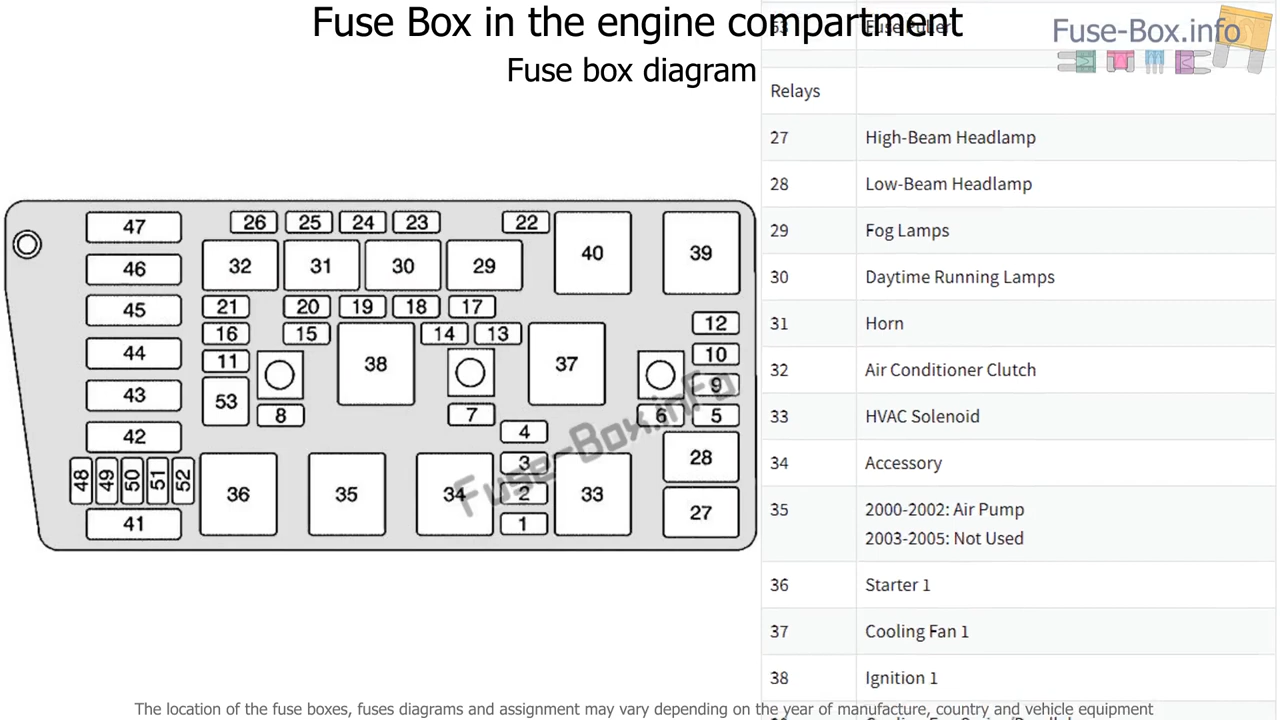 Fuse Box in the engine compartment
Fuse box diagram
Fuse-Box.info
53 Fuse Puller
Relays
27 High-Beam Headlamp
28 Low-Beam Headlamp
29 Fog Lamps
30 Daytime Running Lamps
31 Horn
32 Air Conditioner Clutch
33 HVAC Solenoid
34 Accessory
35 2000-2002: Air Pump
2003-2005: Not Used
36 Starter 1
37 Cooling Fan 1
38 Ignition 1
47 26 25 24 23 22 40 39
46 32 31 30 29
45 21 20 19 18 17
44 16 15 38 14 13 37 12
11 10
43 53 9
42 8 7 6 5
4
48 49 50 51 52 36 35 34 3 33 28
2
41 1 27
Fuse-Box.inFo
The location of the fuse boxes, fuses diagrams and assignment may vary depending on the year of manufacture, country and vehicle equipment